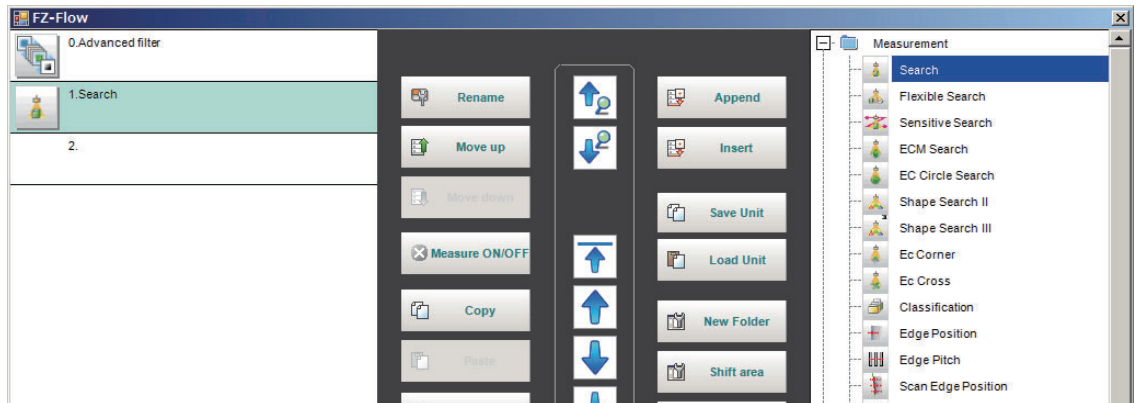 FZ-Flow
0.Advanced filter
1.Search
2.
Rename
Move up
Move down
Measure ON/OFF
Copy
Paste
Append
Insert
Save Unit
Load Unit
New Folder
Shift area
Measurement
Search
Flexible Search
Sensitive Search
ECM Search
EC Circle Search
Shape Search II
Shape Search III
Ec Corner
Ec Cross
Classification
Edge Position
Edge Pitch
Scan Edge Position